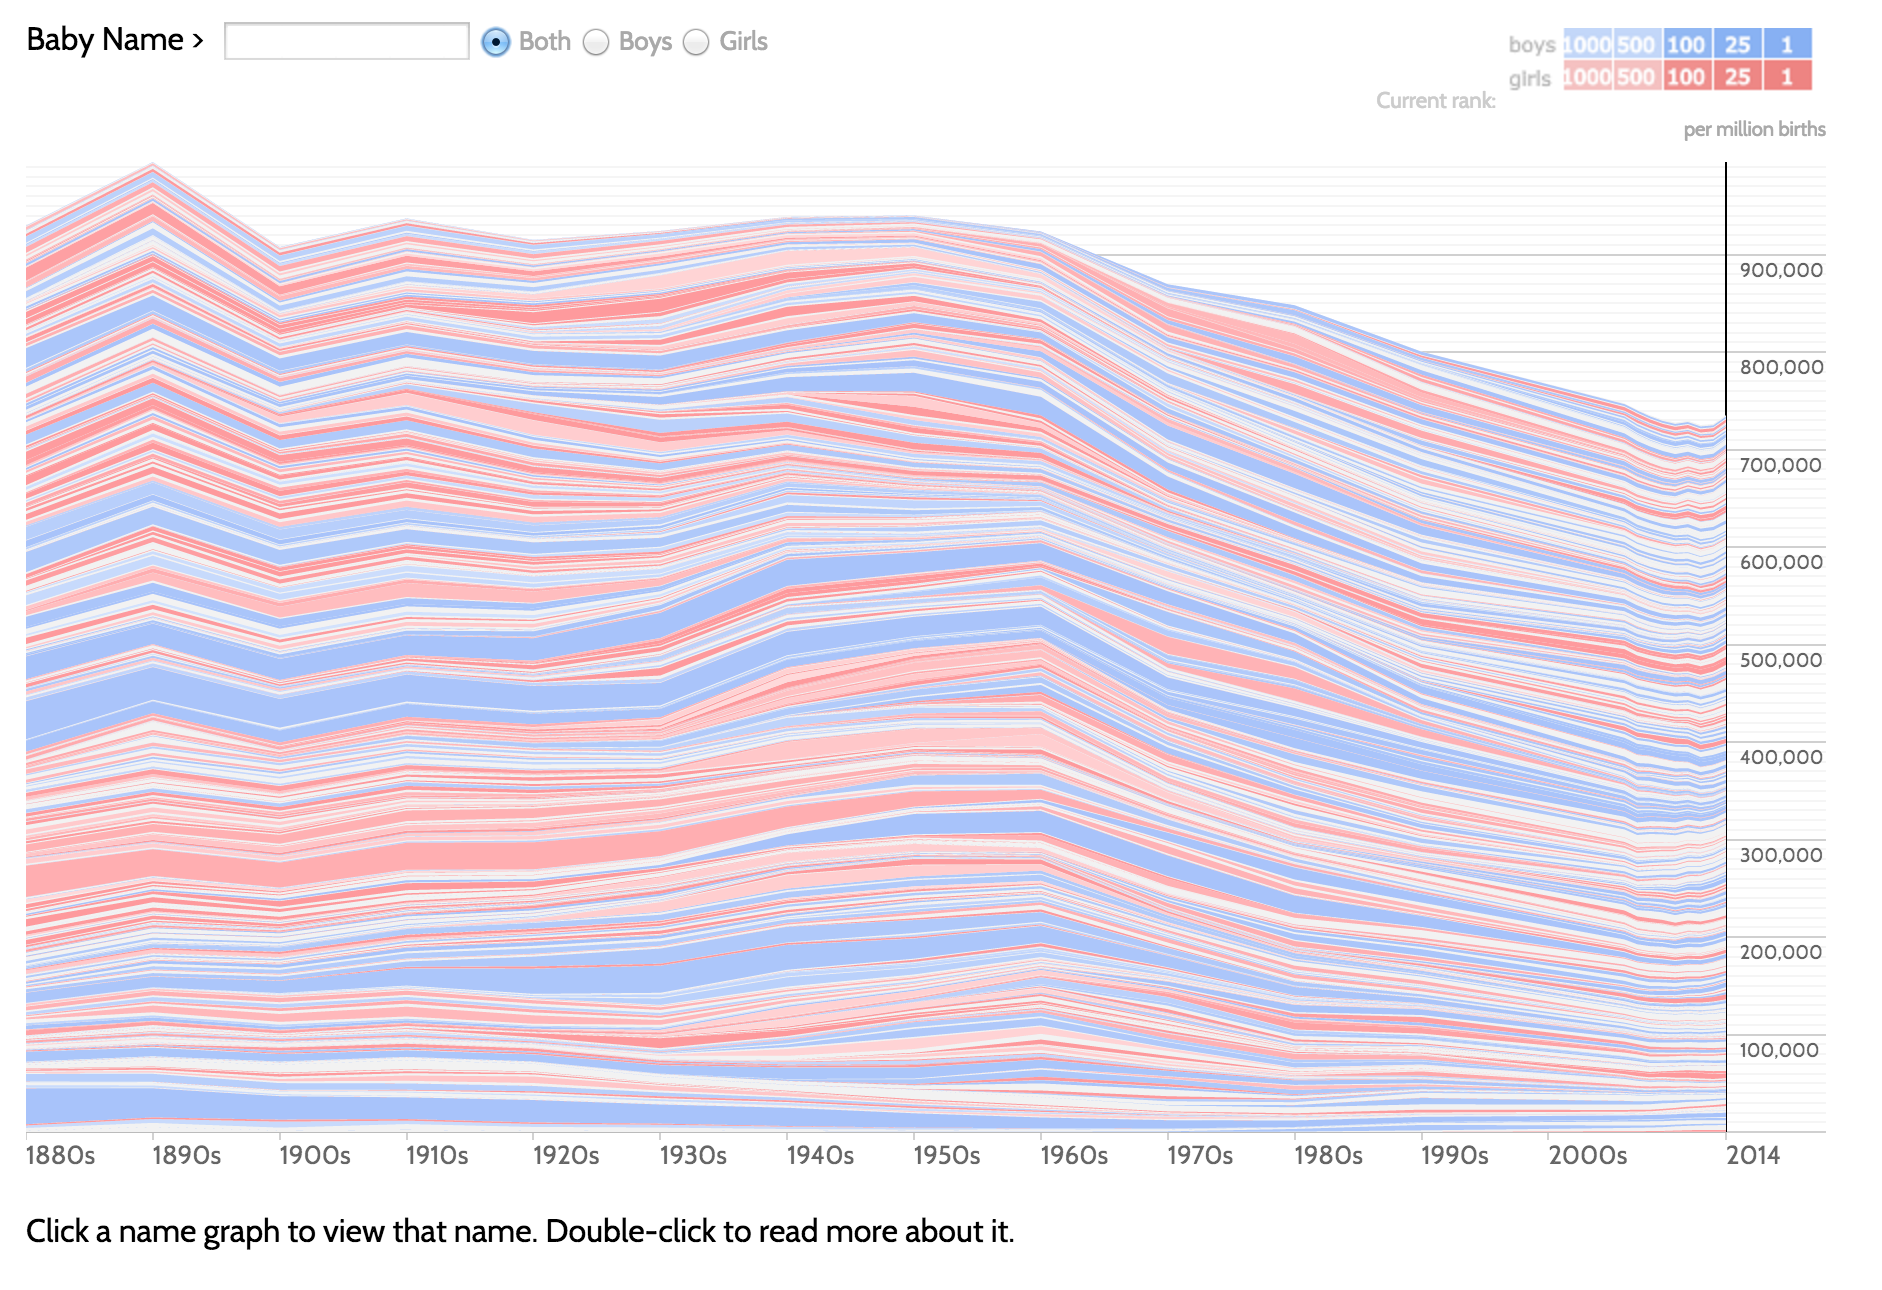 Baby Name >
Both Boys Girls
boys 1000 500 100 25 1
girls 1000 500 100 25 1
Current rank:
per million births
900,000
800,000
700,000
600,000
500,000
400,000
300,000
200,000
100,000
1880s 1890s 1900s 1910s 1920s 1930s 1940s 1950s 1960s 1970s 1980s 1990s 2000s 2014
Click a name graph to view that name. Double-click to read more about it.